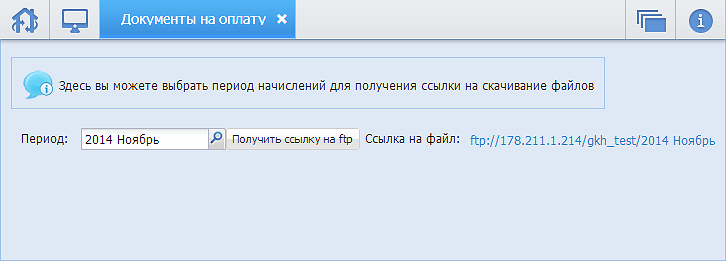 Документы на оплату
Здесь вы можете выбрать период начислений для получения ссылки на скачивание файлов
Период: 2014 Ноябрь Получить ссылку на ftp Ссылка на файл: ftp://178.211.1.214/gkh_test/2014 Ноябрь